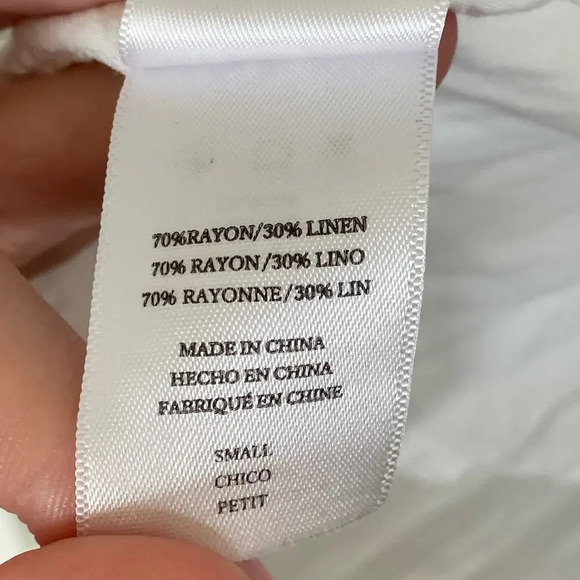 70%RAYON/30% LINEN
70% RAYON/30% LINO
70% RAYONNE/30% LIN
MADE IN CHINA
HECHO EN CHINA
FABRIQUÉ EN CHINE
SMALL
CHICO
PETIT